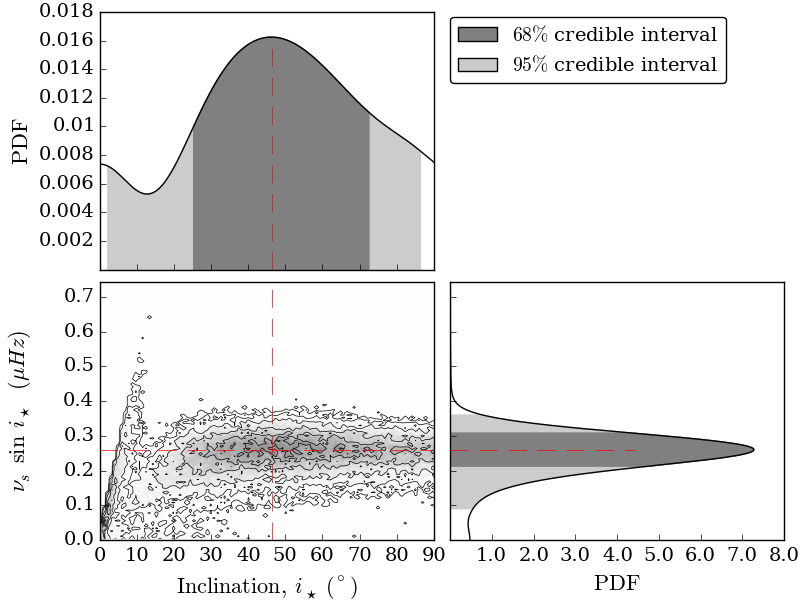 0.018
0.016
0.014
0.012
0.01
0.008
0.006
0.004
0.002
PDF
68% credible interval
95% credible interval
0.7
0.6
0.5
0.4
0.3
0.2
0.1
0.0
ν_s sin i_⋆ (μHz)
0 10 20 30 40 50 60 70 80 90
Inclination, i_⋆ (°)
1.0 2.0 3.0 4.0 5.0 6.0 7.0 8.0
PDF